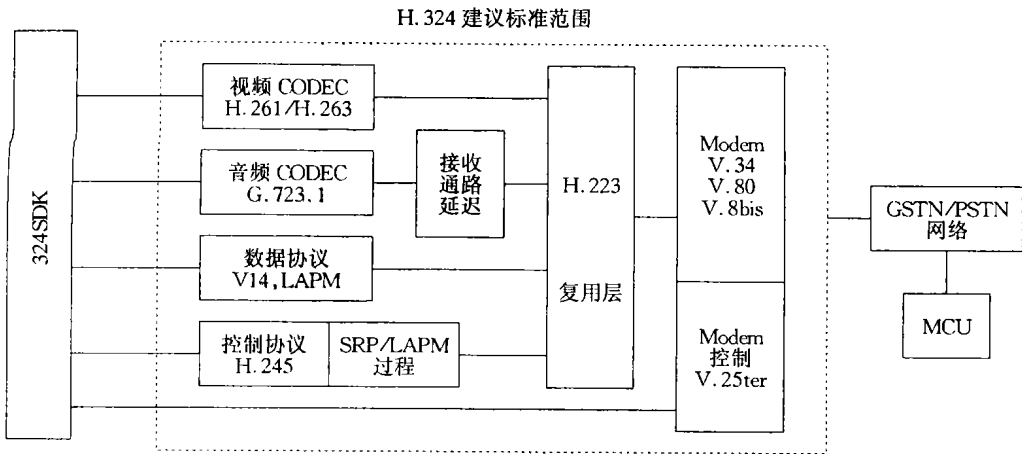 H.324 建议标准范围
324SDK
视频 CODEC
H.261/H.263
音频 CODEC
G.723.1
接收
通路
延迟
数据协议
V14,LAPM
控制协议
H.245
SRP/LAPM
过程
H.223
复用层
Modem
V.34
V.80
V.8bis
Modem
控制
V.25ter
GSTN/PSTN
网络
MCU